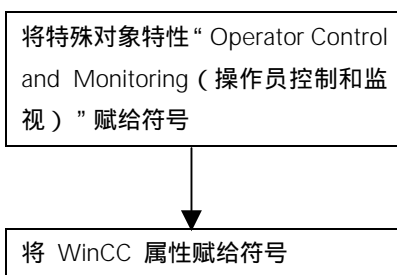 将特殊对象特性“Operator Control
and Monitoring（操作员控制和监
视）”赋给符号
将 WinCC 属性赋给符号